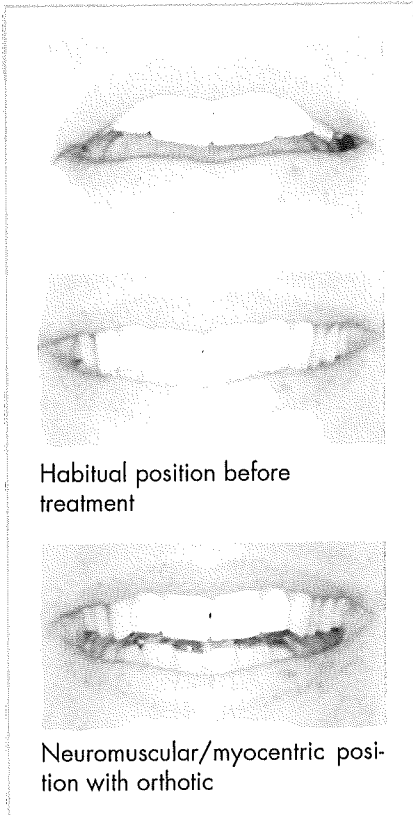 Habitual position before
treatment
Neuromuscular/myocentric posi-
tion with orthotic